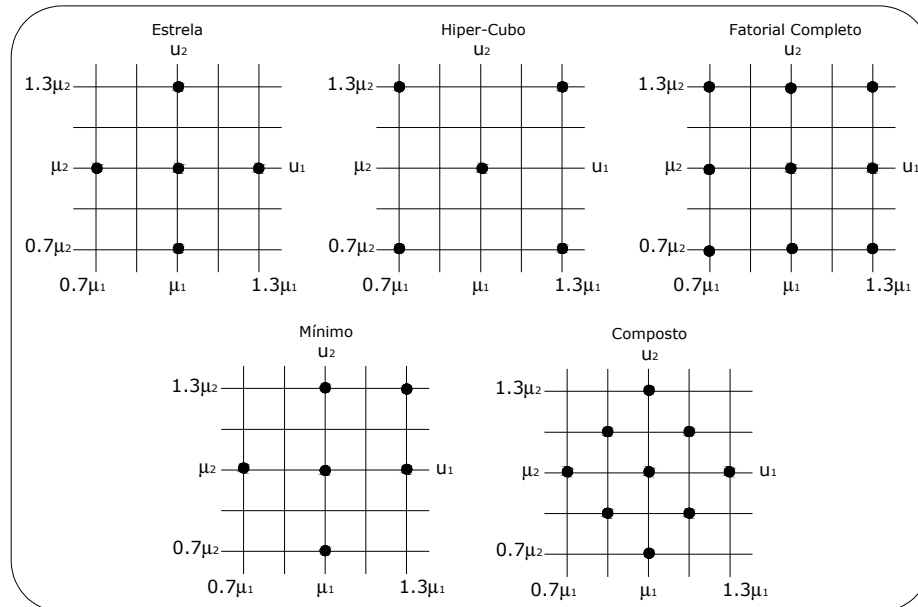 Estrela
u₂
1.3μ₂
μ₂
u₁
0.7μ₂
0.7μ₁ μ₁ 1.3μ₁
Hiper-Cubo
u₂
1.3μ₂
μ₂
u₁
0.7μ₂
0.7μ₁ μ₁ 1.3μ₁
Fatorial Completo
u₂
1.3μ₂
μ₂
u₁
0.7μ₂
0.7μ₁ μ₁ 1.3μ₁
Mínimo
u₂
1.3μ₂
μ₂
u₁
0.7μ₂
0.7μ₁ μ₁ 1.3μ₁
Composto
u₂
1.3μ₂
μ₂
u₁
0.7μ₂
0.7μ₁ μ₁ 1.3μ₁